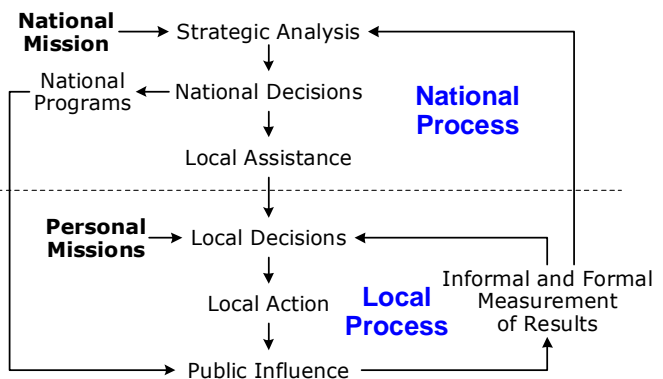 National
Mission
Strategic Analysis
National
Programs
National Decisions
National
Process
Local Assistance
Personal
Missions
Local Decisions
Informal and Formal
Measurement
of Results
Local Action
Local
Process
Public Influence